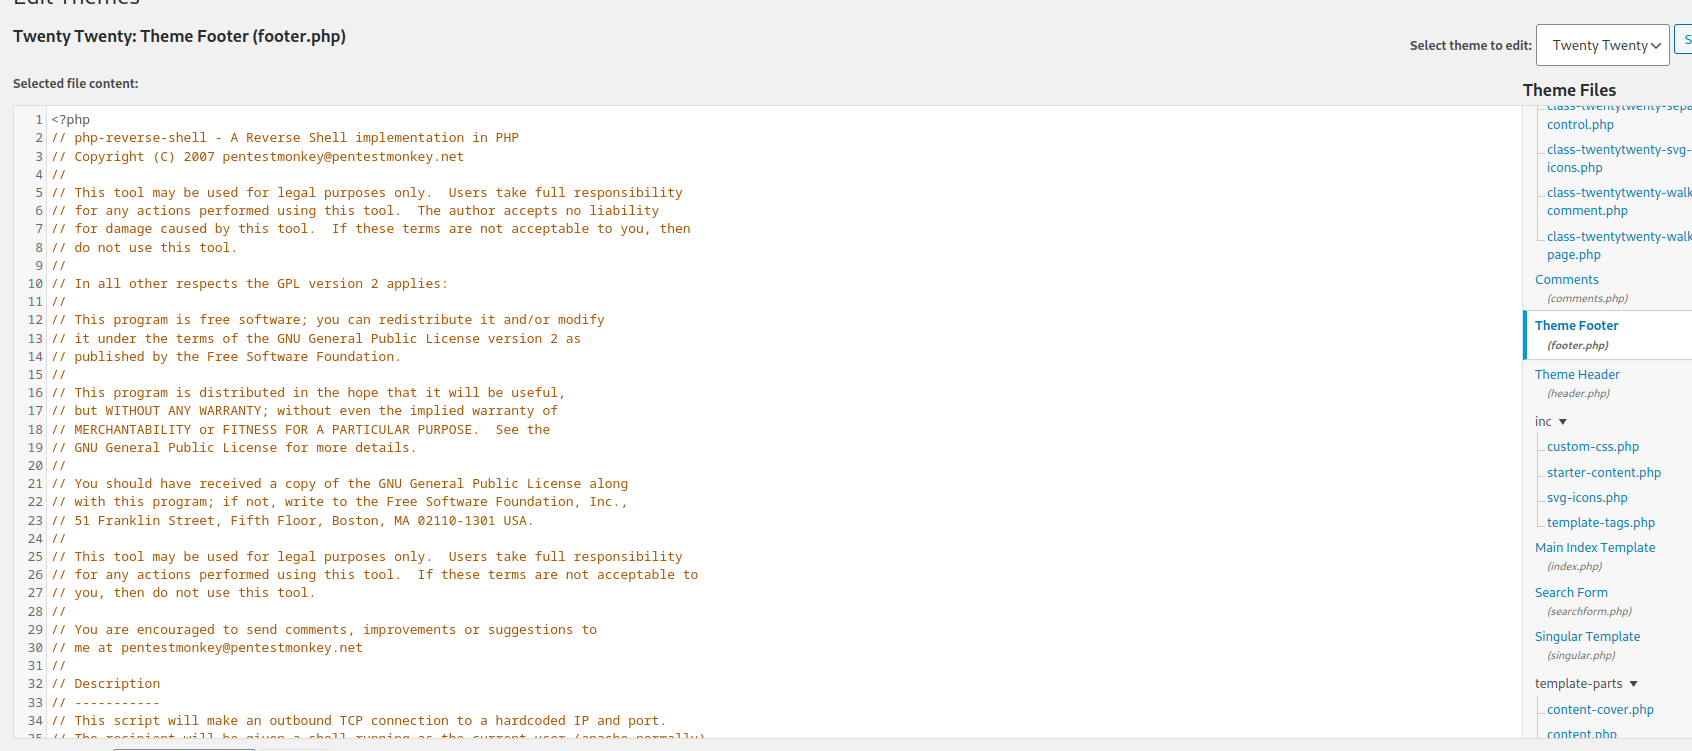 Edit Themes
Twenty Twenty: Theme Footer (footer.php)
Select theme to edit: Twenty Twenty S
Selected file content:
1 <?php
2 // php-reverse-shell - A Reverse Shell implementation in PHP
3 // Copyright (C) 2007 pentestmonkey@pentestmonkey.net
4 //
5 // This tool may be used for legal purposes only.  Users take full responsibility
6 // for any actions performed using this tool.  The author accepts no liability
7 // for damage caused by this tool.  If these terms are not acceptable to you, then
8 // do not use this tool.
9 //
10 // In all other respects the GPL version 2 applies:
11 //
12 // This program is free software; you can redistribute it and/or modify
13 // it under the terms of the GNU General Public License version 2 as
14 // published by the Free Software Foundation.
15 //
16 // This program is distributed in the hope that it will be useful,
17 // but WITHOUT ANY WARRANTY; without even the implied warranty of
18 // MERCHANTABILITY or FITNESS FOR A PARTICULAR PURPOSE.  See the
19 // GNU General Public License for more details.
20 //
21 // You should have received a copy of the GNU General Public License along
22 // with this program; if not, write to the Free Software Foundation, Inc.,
23 // 51 Franklin Street, Fifth Floor, Boston, MA 02110-1301 USA.
24 //
25 // This tool may be used for legal purposes only.  Users take full responsibility
26 // for any actions performed using this tool.  If these terms are not acceptable to
27 // you, then do not use this tool.
28 //
29 // You are encouraged to send comments, improvements or suggestions to
30 // me at pentestmonkey@pentestmonkey.net
31 //
32 // Description
33 // -----------
34 // This script will make an outbound TCP connection to a hardcoded IP and port.
35 // The recipient will be given a shell running as the current user (apache normally)
Theme Files
class-twentytwenty-sepa
control.php
class-twentytwenty-svg-
icons.php
class-twentytwenty-walk
comment.php
class-twentytwenty-walk
page.php
Comments
(comments.php)
Theme Footer
(footer.php)
Theme Header
(header.php)
inc
custom-css.php
starter-content.php
svg-icons.php
template-tags.php
Main Index Template
(index.php)
Search Form
(searchform.php)
Singular Template
(singular.php)
template-parts
content-cover.php
content.php